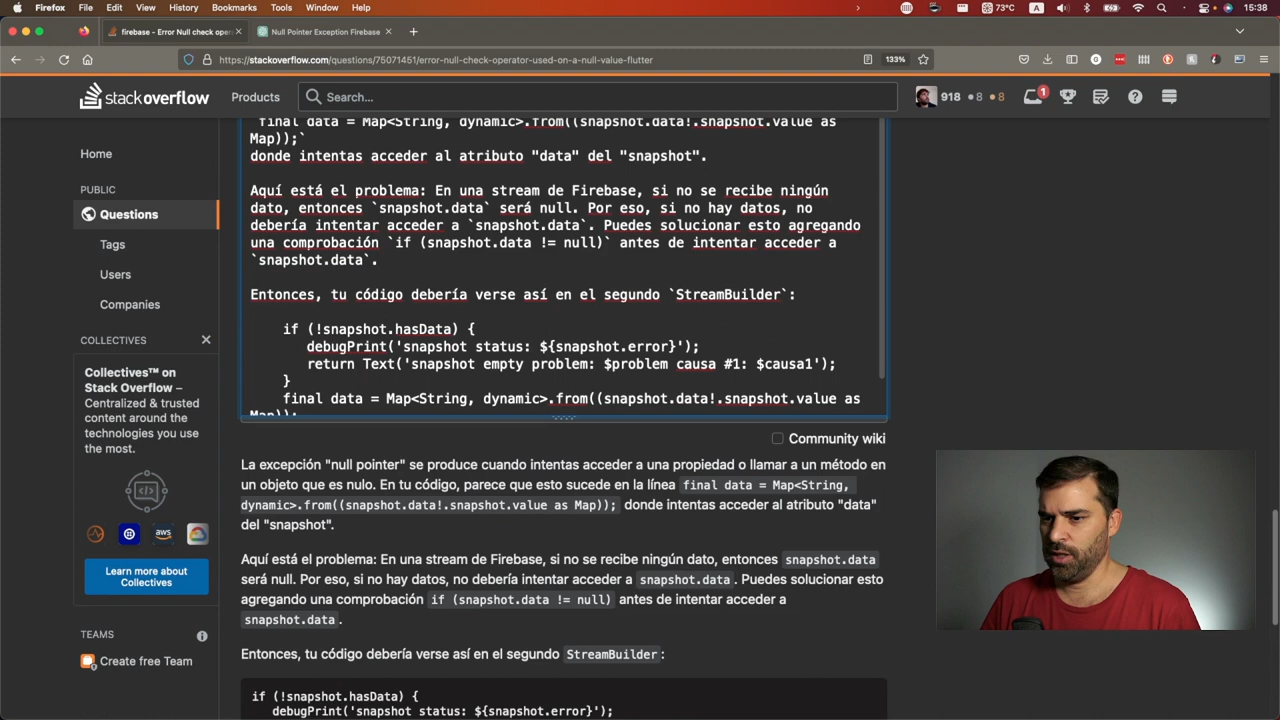 Firefox File Edit View History Bookmarks Tools Window Help 73°C A 15:38
firebase - Error Null check oper Null Pointer Exception Firebase
https://stackoverflow.com/questions/75071451/error-null-check-operator-used-on-a-null-value-flutter 133%
stackoverflow Products Search... 918 8 8 1
Home
PUBLIC
Questions
Tags
Users
Companies
COLLECTIVES
Collectives™ on
Stack Overflow –
Centralized & trusted
content around the
technologies you use
the most.
aws
Learn more about
Collectives
TEAMS
Create free Team
`final data = Map<String, dynamic>.from((snapshot.data!.snapshot.value as
Map));`
donde intentas acceder al atributo "data" del "snapshot".
Aquí está el problema: En una stream de Firebase, si no se recibe ningún
dato, entonces `snapshot.data` será null. Por eso, si no hay datos, no
debería intentar acceder a `snapshot.data`. Puedes solucionar esto agregando
una comprobación `if (snapshot.data != null)` antes de intentar acceder a
`snapshot.data`.
Entonces, tu código debería verse así en el segundo `StreamBuilder`:
if (!snapshot.hasData) {
debugPrint('snapshot status: ${snapshot.error}');
return Text('snapshot empty problem: $problem causa #1: $causa1');
}
final data = Map<String, dynamic>.from((snapshot.data!.snapshot.value as
Map));
Community wiki
La excepción "null pointer" se produce cuando intentas acceder a una propiedad o llamar a un método en
un objeto que es nulo. En tu código, parece que esto sucede en la línea final data = Map<String,
dynamic>.from((snapshot.data!.snapshot.value as Map)); donde intentas acceder al atributo "data"
del "snapshot".
Aquí está el problema: En una stream de Firebase, si no se recibe ningún dato, entonces snapshot.data
será null. Por eso, si no hay datos, no debería intentar acceder a snapshot.data. Puedes solucionar esto
agregando una comprobación if (snapshot.data != null) antes de intentar acceder a
snapshot.data.
Entonces, tu código debería verse así en el segundo StreamBuilder:
if (!snapshot.hasData) {
debugPrint('snapshot status: ${snapshot.error}');